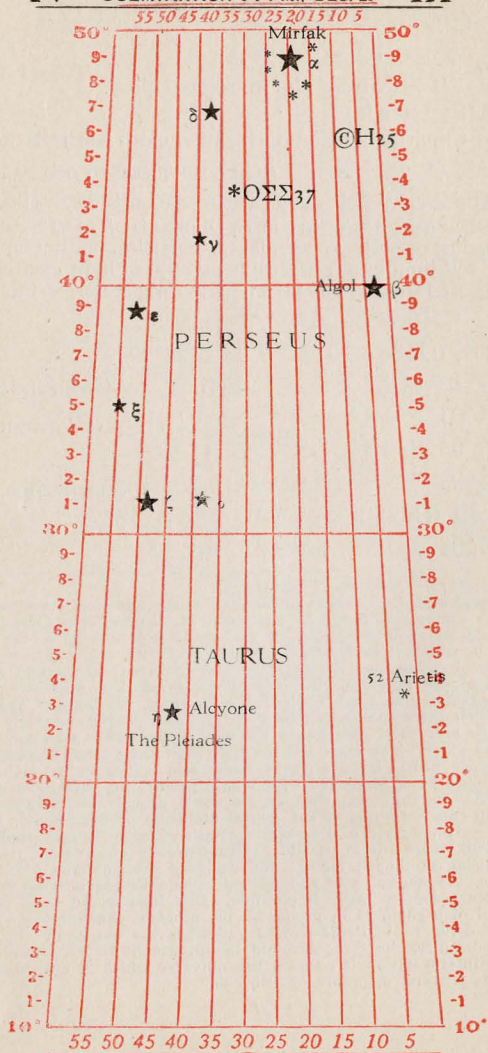 191
55 50 45 40 35 30 25 20 15 10 5
50° 50°
Mirfak
α
9- -9
8- -8
7- -7
δ
6- -6
©H25
5- -5
4- -4
*ΟΣΣ37
3- -3
2- -2
γ
1- -1
40° 40°
Algol β
9- -9
ε
8- -8
PERSEUS
7- -7
6- -6
5- -5
ξ
4- -4
3- -3
2- -2
1- -1
ζ ο
30° 30°
9- -9
8- -8
7- -7
6- -6
5- -5
TAURUS
52 Arietis
4-
3- -3
η Alcyone
2- -2
The Pleiades
1- -1
20° 20°
9- -9
8- -8
7- -7
6- -6
5- -5
4- -4
3- -3
2- -2
1- -1
10° 10°
55 50 45 40 35 30 25 20 15 10 5